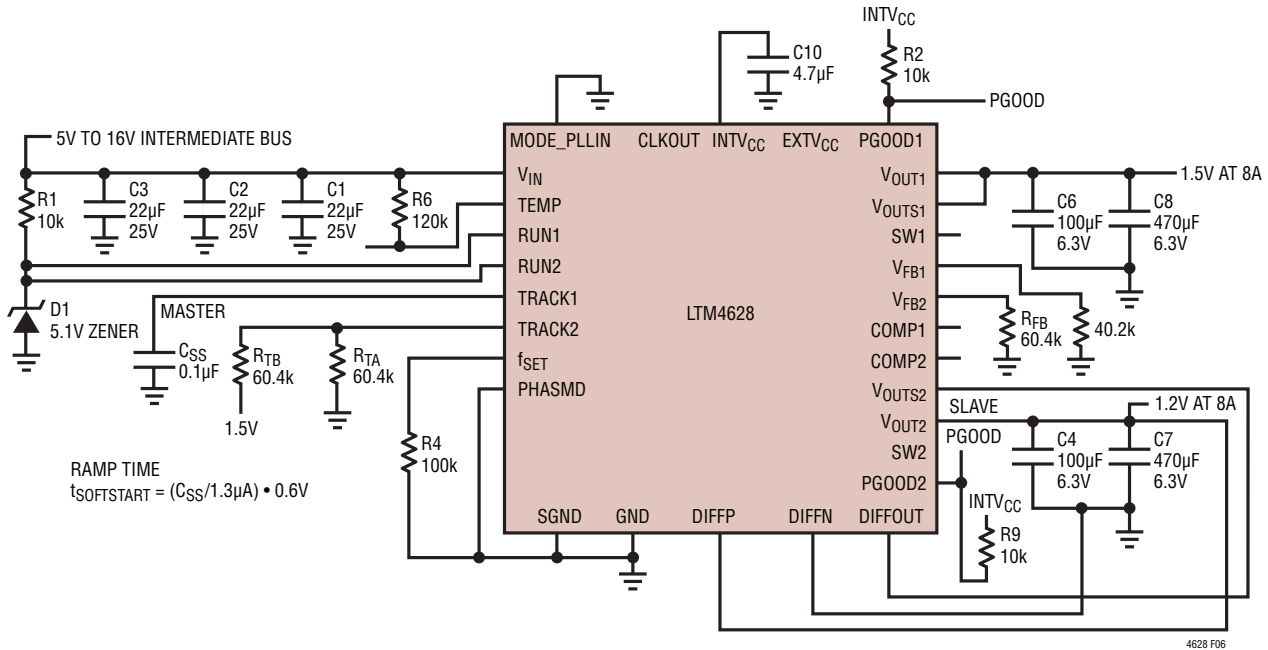 INTVCC
R2
10k
PGOOD
C10
4.7µF
5V TO 16V INTERMEDIATE BUS
MODE_PLLIN
CLKOUT
INTVCC
EXTVCC
PGOOD1
R1
10k
C3
22µF
25V
C2
22µF
25V
C1
22µF
25V
R6
120k
VIN
TEMP
RUN1
RUN2
TRACK1
TRACK2
fSET
PHASMD
LTM4628
VOUT1
VOUTS1
SW1
VFB1
VFB2
COMP1
COMP2
VOUTS2
VOUT2
SW2
PGOOD2
1.5V AT 8A
C6
100µF
6.3V
C8
470µF
6.3V
D1
5.1V ZENER
MASTER
CSS
0.1µF
RTB
60.4k
1.5V
RTA
60.4k
RFB
60.4k
40.2k
R4
100k
SLAVE
1.2V AT 8A
PGOOD
C4
100µF
6.3V
C7
470µF
6.3V
INTVCC
R9
10k
RAMP TIME
tSOFTSTART = (CSS/1.3µA) • 0.6V
SGND
GND
DIFFP
DIFFN
DIFFOUT
4628 F06